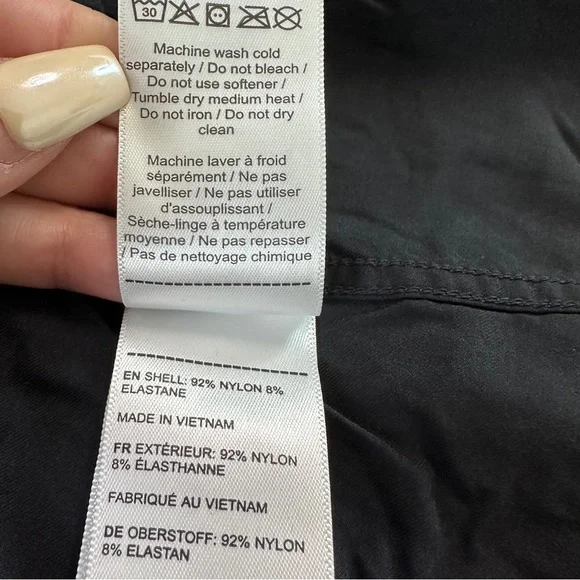 30
Machine wash cold
separately / Do not bleach /
Do not use softener /
Tumble dry medium heat /
Do not iron / Do not dry
clean
Machine laver à froid
séparément / Ne pas
javelliser / Ne pas utiliser
d'assouplissant /
Sèche-linge à température
moyenne / Ne pas repasser
/ Pas de nettoyage chimique
EN SHELL: 92% NYLON 8%
ELASTANE
MADE IN VIETNAM
FR EXTÉRIEUR: 92% NYLON
8% ÉLASTHANNE
FABRIQUÉ AU VIETNAM
DE OBERSTOFF: 92% NYLON
8% ELASTAN